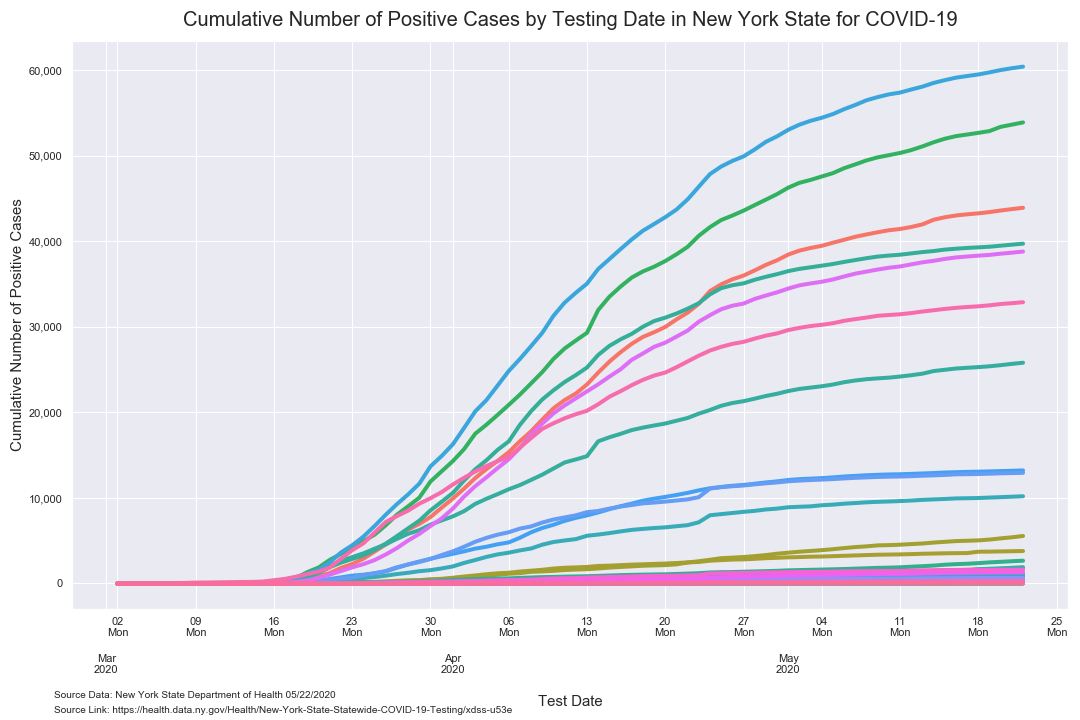 Cumulative Number of Positive Cases by Testing Date in New York State for COVID-19
Cumulative Number of Positive Cases
60,000
50,000
40,000
30,000
20,000
10,000
0
02 09 16 23 30 06 13 20 27 04 11 18 25
Mon Mon Mon Mon Mon Mon Mon Mon Mon Mon Mon Mon Mon
Mar Apr May
2020 2020 2020
Test Date
Source Data: New York State Department of Health 05/22/2020
Source Link: https://health.data.ny.gov/Health/New-York-State-Statewide-COVID-19-Testing/xdss-u53e